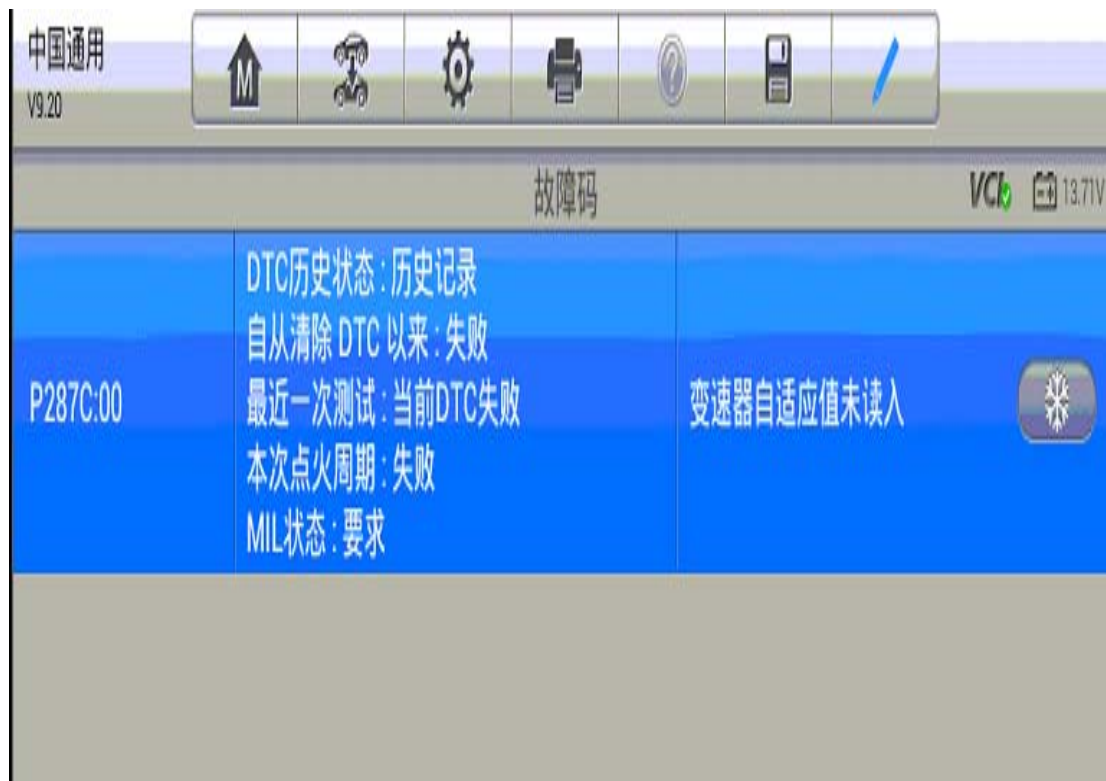 中国通用
V9.20
M
故障码
VCI
13.71V
P287C:00
DTC历史状态 : 历史记录
自从清除 DTC 以来 : 失败
最近一次测试 : 当前DTC失败
本次点火周期 : 失败
MIL状态 : 要求
变速器自适应值未读入